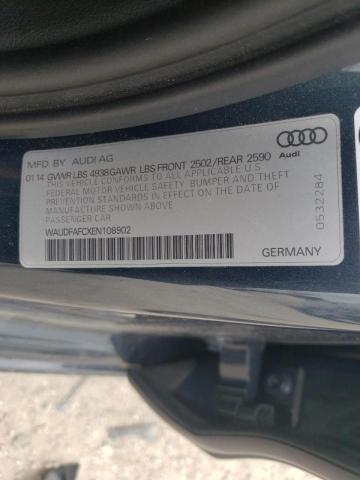 MFD. BY AUDI AG
01.14 GVWR LBS 4938GAWR LBS FRONT 2502/REAR 2590
THIS VEHICLE CONFORMS TO ALL APPLICABLE U.S.
FEDERAL MOTOR VEHICLE SAFETY, BUMPER AND THEFT
PREVENTION STANDARDS IN EFFECT ON THE DATE OF
MANUFACTURE SHOWN ABOVE.
PASSENGER CAR
WAUDFAFCXEN108902
Audi
0532284
GERMANY